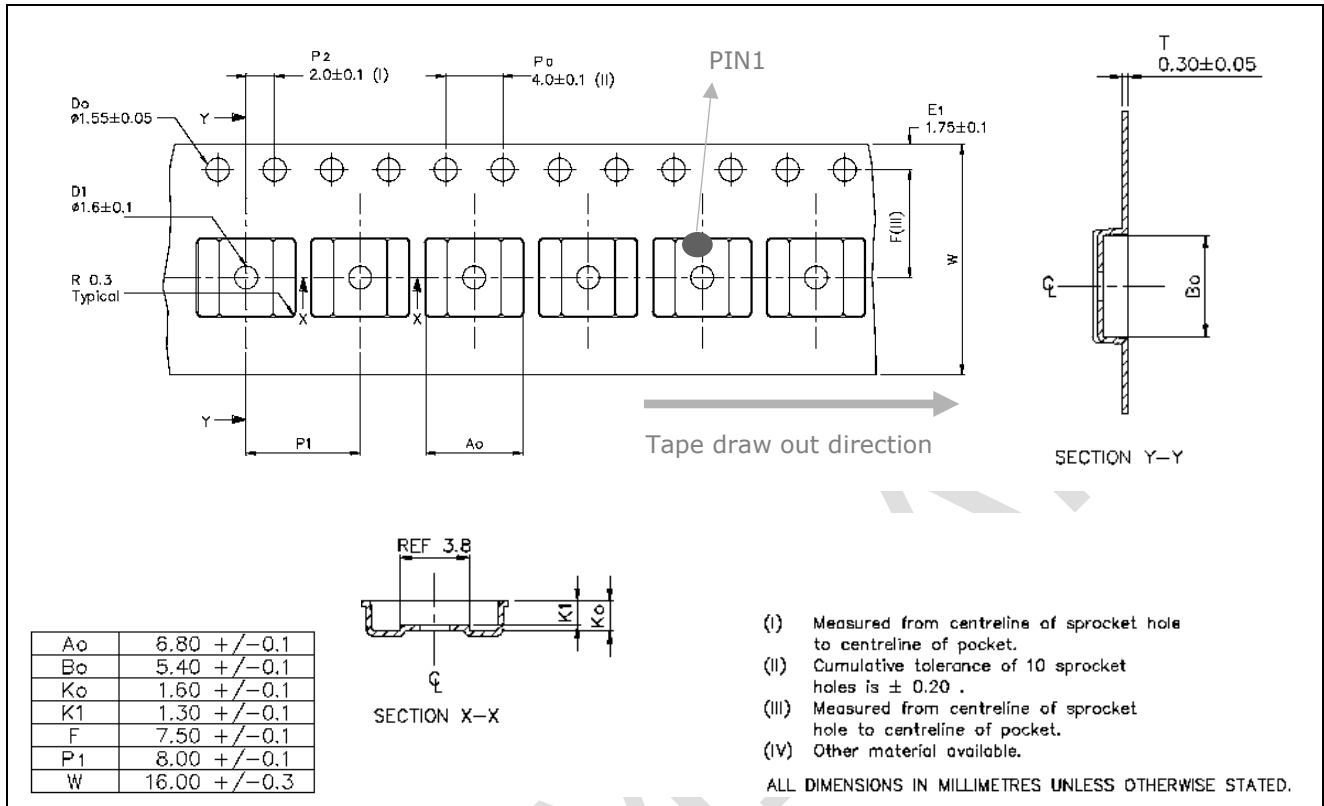 P2
2.0±0.1 (I)
Po
4.0±0.1 (II)
PIN1
T
0.30±0.05
Do
ø1.55±0.05
Y
E1
1.75±0.1
D1
ø1.6±0.1
F(III)
W
R 0.3
Typical
X
X
℄
Bo
Y
P1
Ao
Tape draw out direction
SECTION Y-Y
REF 3.8
K1
Ko
℄
SECTION X-X
Ao 6.80 +/-0.1
Bo 5.40 +/-0.1
Ko 1.60 +/-0.1
K1 1.30 +/-0.1
F 7.50 +/-0.1
P1 8.00 +/-0.1
W 16.00 +/-0.3
(I) Measured from centreline of sprocket hole
to centreline of pocket.
(II) Cumulative tolerance of 10 sprocket
holes is ± 0.20 .
(III) Measured from centreline of sprocket
hole to centreline of pocket.
(IV) Other material available.
ALL DIMENSIONS IN MILLIMETRES UNLESS OTHERWISE STATED.